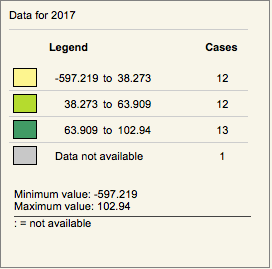 Data for 2017
Legend Cases
-597.219 to 38.273 12
38.273 to 63.909 12
63.909 to 102.94 13
Data not available 1
Minimum value: -597.219
Maximum value: 102.94
: = not available